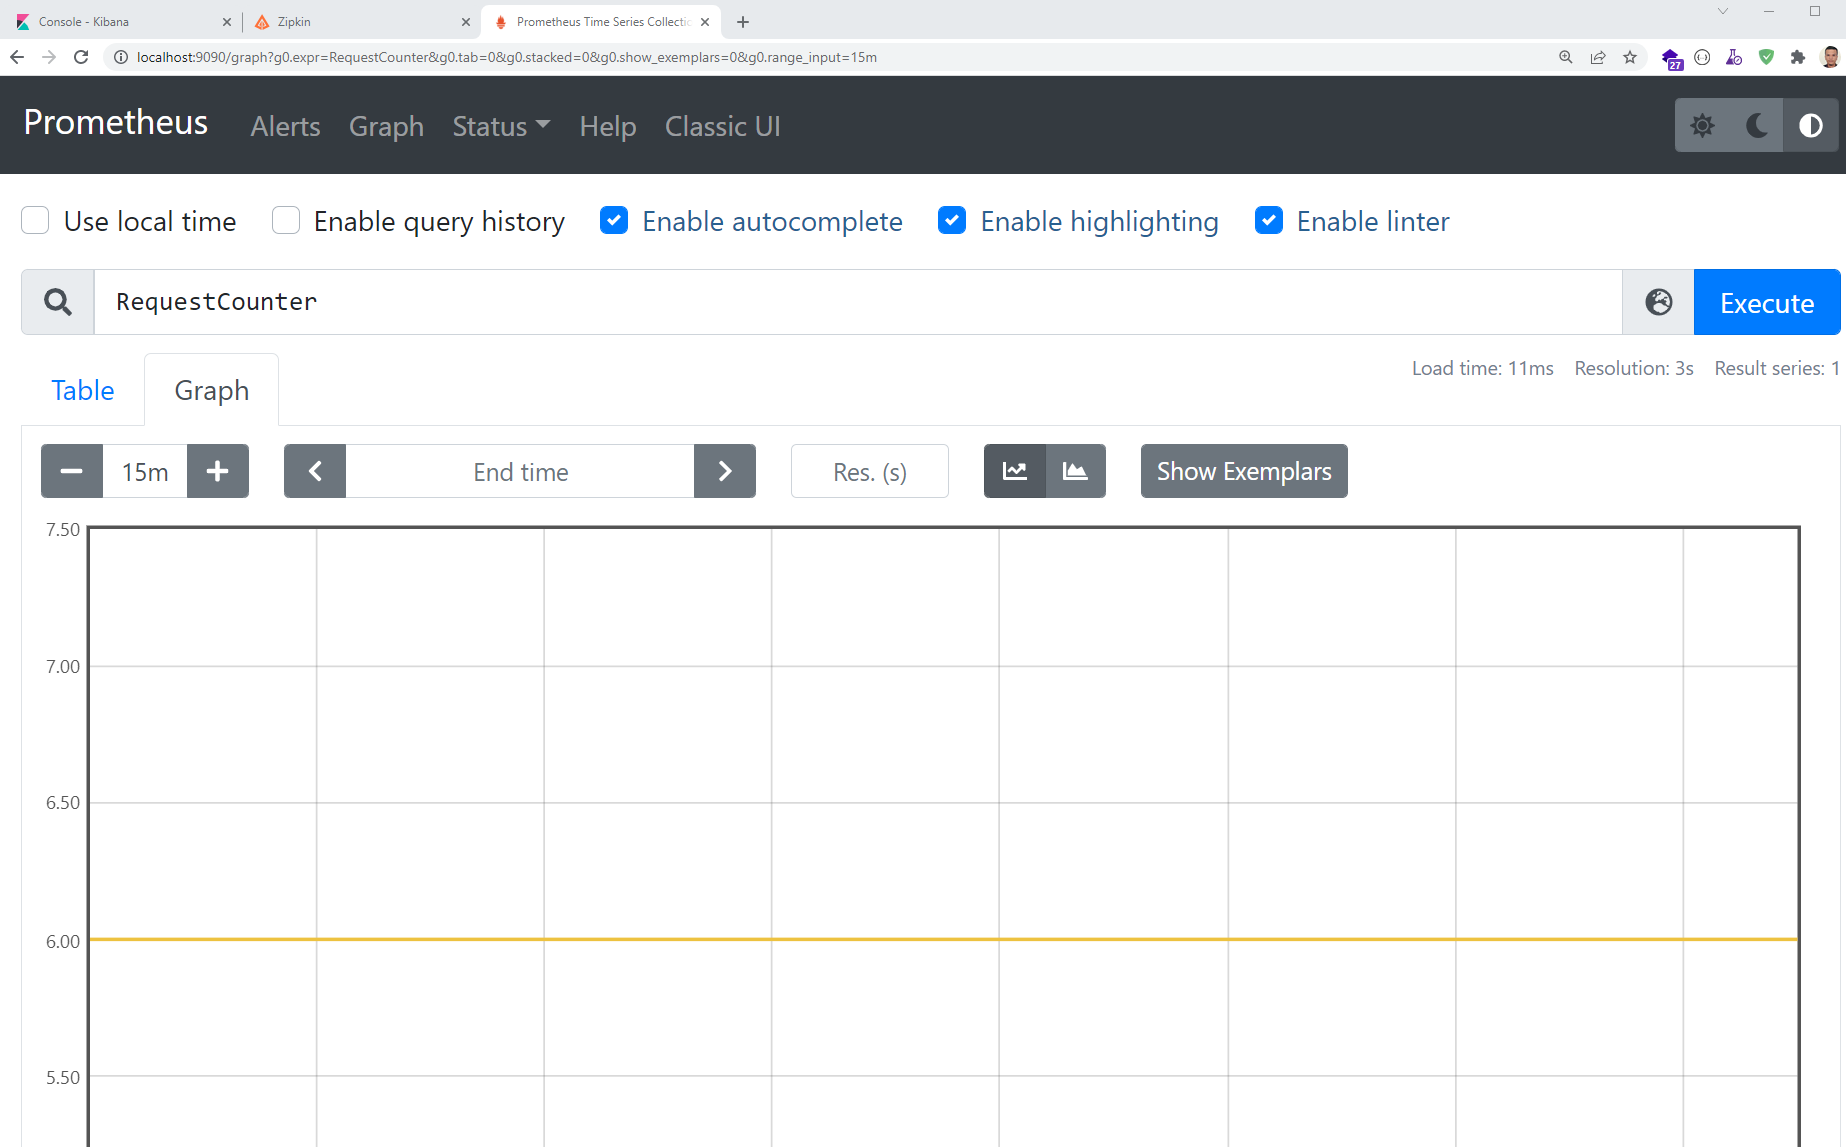 Console - Kibana
Zipkin
Prometheus Time Series Collectio
localhost:9090/graph?g0.expr=RequestCounter&g0.tab=0&g0.stacked=0&g0.show_exemplars=0&g0.range_input=15m
27
Prometheus Alerts Graph Status Help Classic UI
Use local time Enable query history Enable autocomplete Enable highlighting Enable linter
RequestCounter Execute
Load time: 11ms Resolution: 3s Result series: 1
Table Graph
15m End time Res. (s) Show Exemplars
7.50
7.00
6.50
6.00
5.50